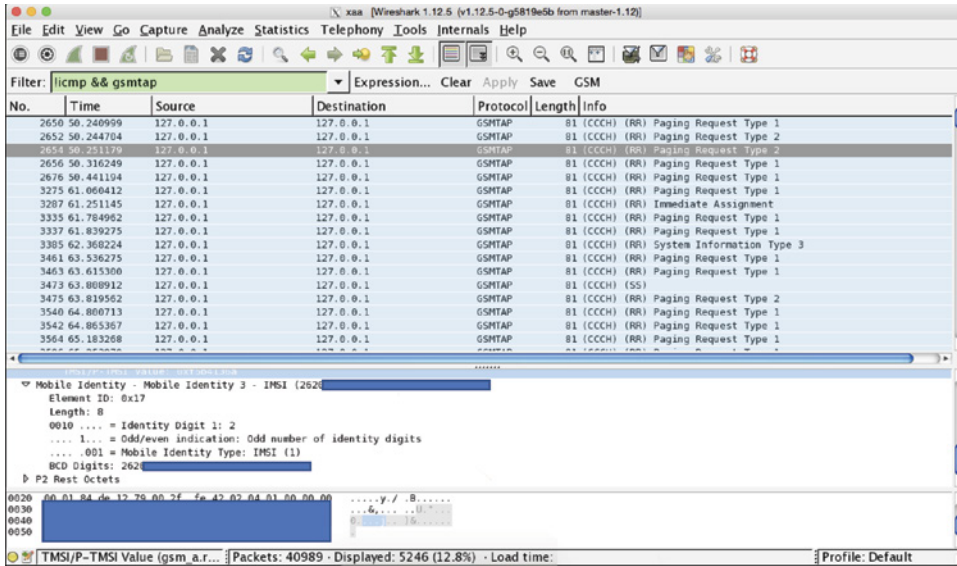 xaa [Wireshark 1.12.5 (v1.12.5-0-g5819e5b from master-1.12)]
File Edit View Go Capture Analyze Statistics Telephony Tools Internals Help
Filter: !icmp && gsmtap Expression... Clear Apply Save GSM
No. Time Source Destination Protocol Length Info
2650 50.240999 127.0.0.1 127.0.0.1 GSMTAP 81 (CCCH) (RR) Paging Request Type 1
2652 50.244704 127.0.0.1 127.0.0.1 GSMTAP 81 (CCCH) (RR) Paging Request Type 2
2654 50.251179 127.0.0.1 127.0.0.1 GSMTAP 81 (CCCH) (RR) Paging Request Type 2
2656 50.316249 127.0.0.1 127.0.0.1 GSMTAP 81 (CCCH) (RR) Paging Request Type 1
2676 50.441194 127.0.0.1 127.0.0.1 GSMTAP 81 (CCCH) (RR) Paging Request Type 1
3275 61.060412 127.0.0.1 127.0.0.1 GSMTAP 81 (CCCH) (RR) Paging Request Type 1
3287 61.251145 127.0.0.1 127.0.0.1 GSMTAP 81 (CCCH) (RR) Immediate Assignment
3335 61.784962 127.0.0.1 127.0.0.1 GSMTAP 81 (CCCH) (RR) Paging Request Type 1
3337 61.839275 127.0.0.1 127.0.0.1 GSMTAP 81 (CCCH) (RR) Paging Request Type 1
3385 62.368224 127.0.0.1 127.0.0.1 GSMTAP 81 (CCCH) (RR) System Information Type 3
3461 63.536275 127.0.0.1 127.0.0.1 GSMTAP 81 (CCCH) (RR) Paging Request Type 1
3463 63.615300 127.0.0.1 127.0.0.1 GSMTAP 81 (CCCH) (RR) Paging Request Type 1
3473 63.808912 127.0.0.1 127.0.0.1 GSMTAP 81 (CCCH) (SS)
3475 63.819562 127.0.0.1 127.0.0.1 GSMTAP 81 (CCCH) (RR) Paging Request Type 2
3540 64.800713 127.0.0.1 127.0.0.1 GSMTAP 81 (CCCH) (RR) Paging Request Type 1
3542 64.865367 127.0.0.1 127.0.0.1 GSMTAP 81 (CCCH) (RR) Paging Request Type 1
3564 65.183268 127.0.0.1 127.0.0.1 GSMTAP 81 (CCCH) (RR) Paging Request Type 1
Mobile Identity - Mobile Identity 3 - IMSI (2620
Element ID: 0x17
Length: 8
0010 .... = Identity Digit 1: 2
.... 1... = Odd/even indication: Odd number of identity digits
.... .001 = Mobile Identity Type: IMSI (1)
BCD Digits: 2620
P2 Rest Octets
0020 00 01 84 de 12 79 00 2f fe 42 02 04 01 00 00 00 .....y./ .B......
0030
0040
0050
TMSI/P-TMSI Value (gsm_a.r... Packets: 40989 · Displayed: 5246 (12.8%) · Load time: Profile: Default